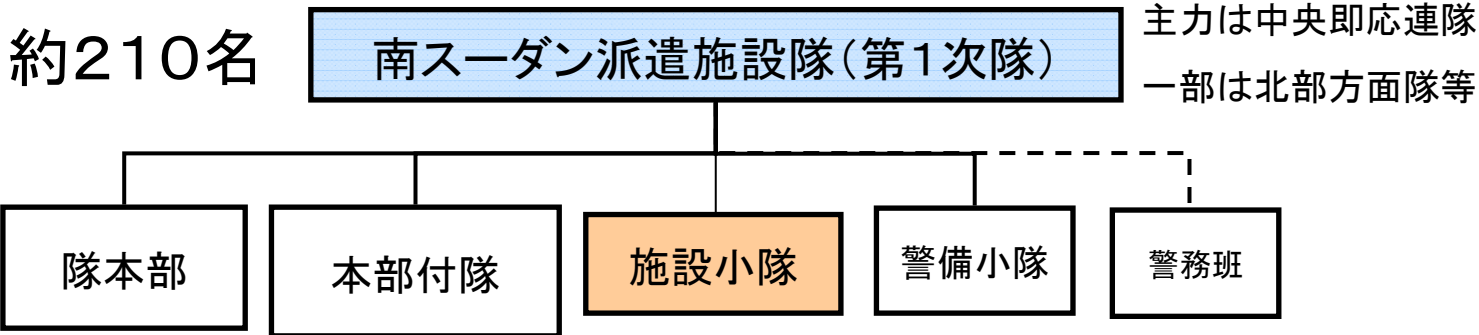 主力は中央即応連隊
約210名
南スーダン派遣施設隊(第1次隊)
一部は北部方面隊等
隊本部
本部付隊
施設小隊
警備小隊
警務班